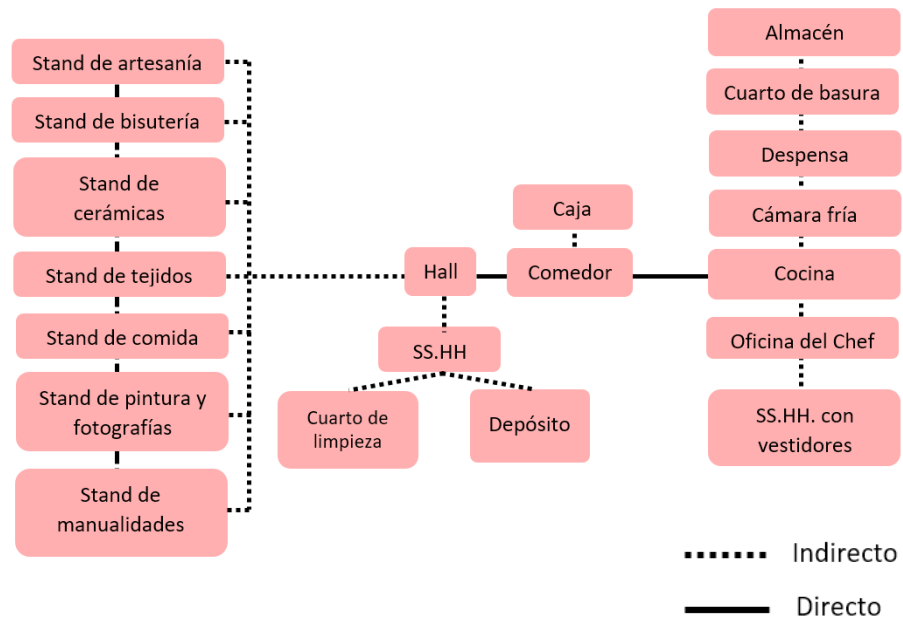 Stand de artesanía
Stand de bisutería
Stand de
cerámicas
Stand de tejidos
Stand de comida
Stand de pintura y
fotografías
Stand de
manualidades
Hall
SS.HH
Cuarto de
limpieza
Depósito
Caja
Comedor
Almacén
Cuarto de basura
Despensa
Cámara fría
Cocina
Oficina del Chef
SS.HH. con
vestidores
Indirecto
Directo